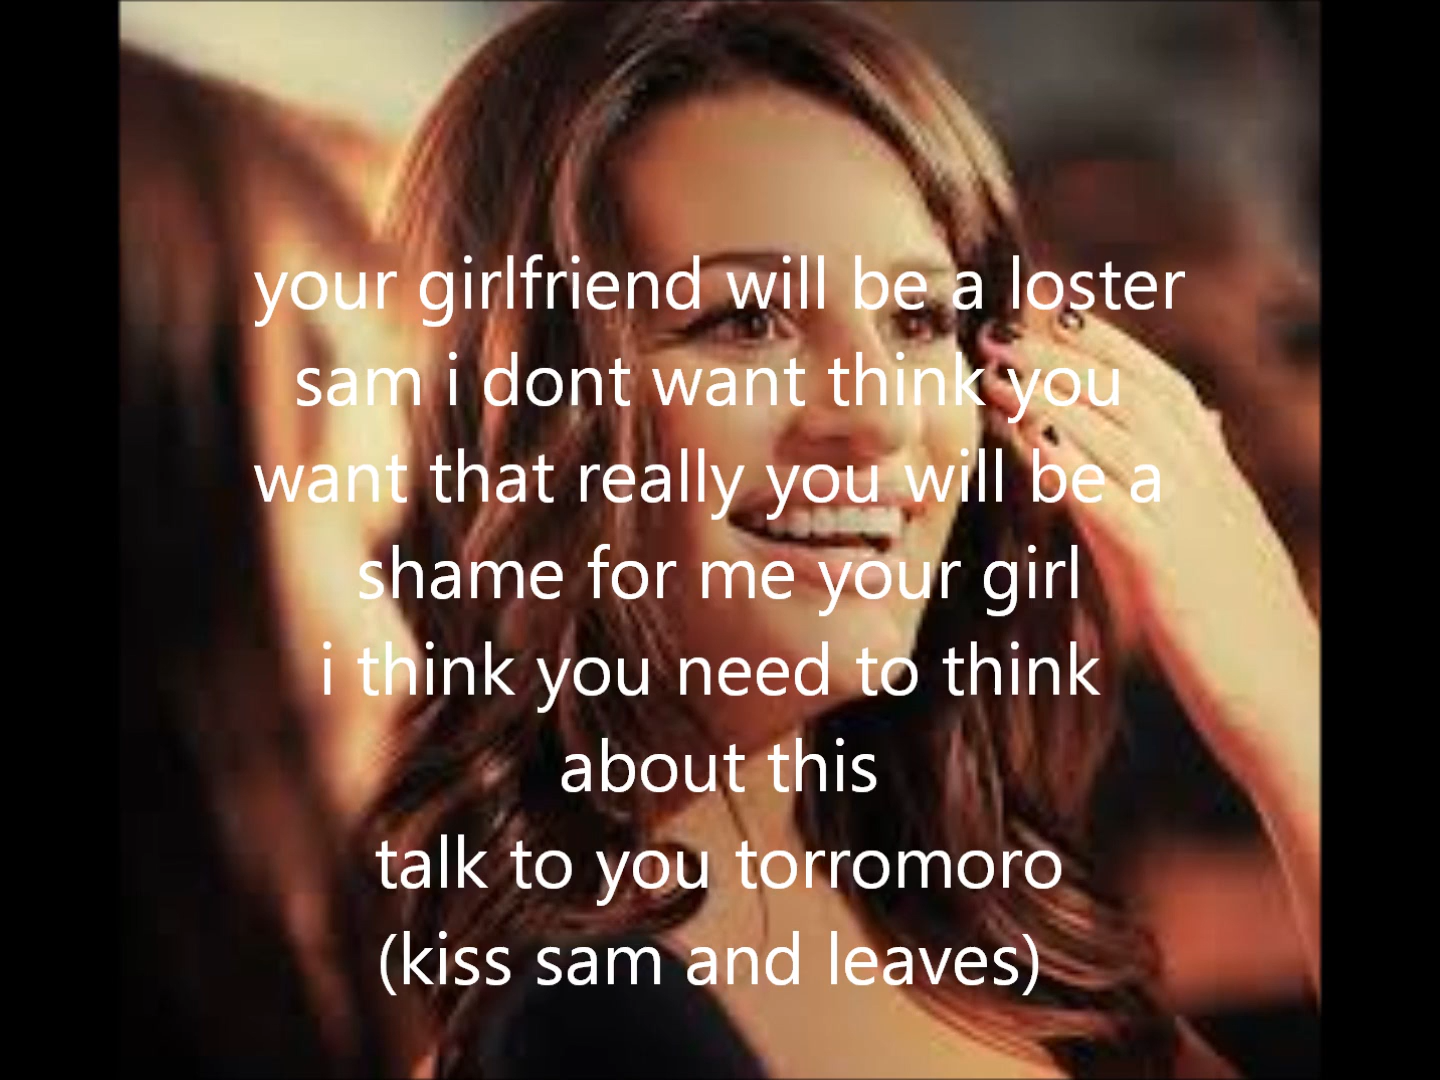 your girlfriend will be a loster
sam i dont want think you
want that really you will be a
shame for me your girl
i think you need to think
about this
talk to you torromoro
(kiss sam and leaves)